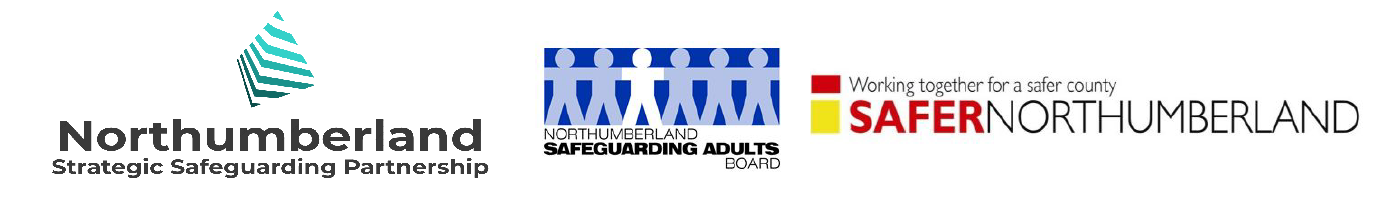 Northumberland
Strategic Safeguarding Partnership
NORTHUMBERLAND
SAFEGUARDING ADULTS
BOARD
Working together for a safer county
SAFERNORTHUMBERLAND